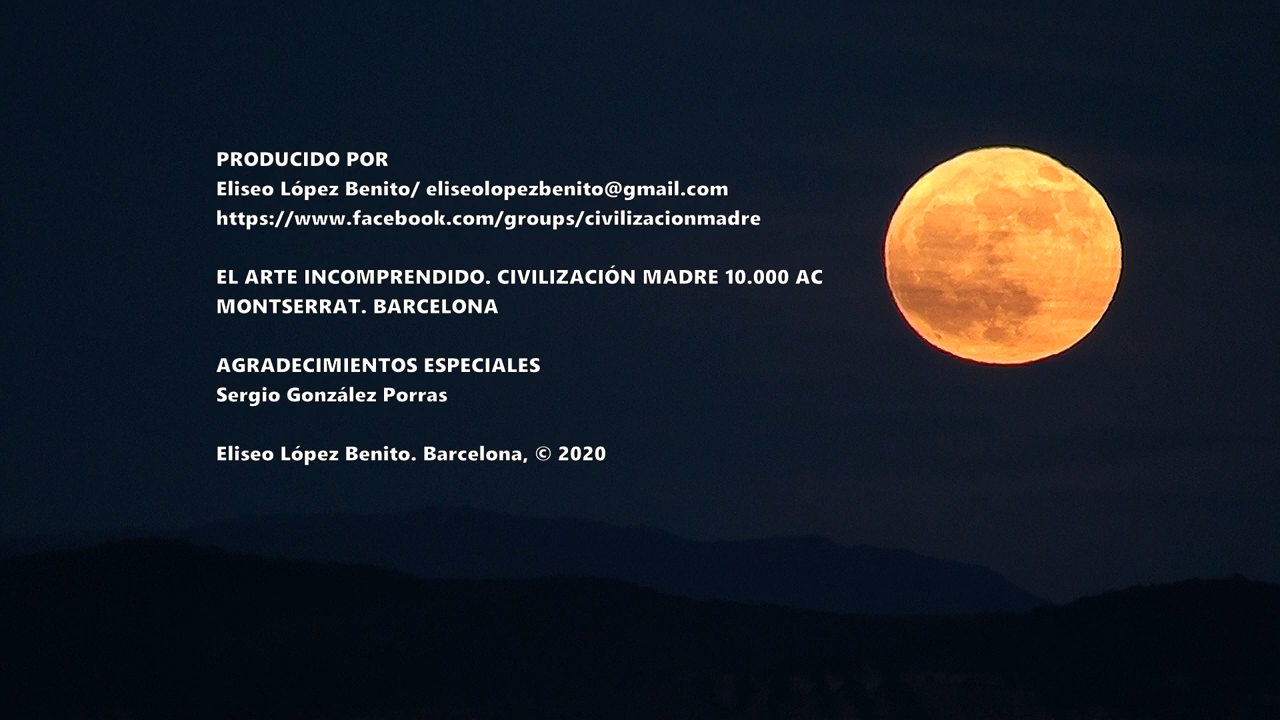 PRODUCIDO POR
Eliseo López Benito/ eliseolopezbenito@gmail.com
https://www.facebook.com/groups/civilizacionmadre
EL ARTE INCOMPRENDIDO. CIVILIZACIÓN MADRE 10.000 AC
MONTSERRAT. BARCELONA
AGRADECIMIENTOS ESPECIALES
Sergio González Porras
Eliseo López Benito. Barcelona, © 2020